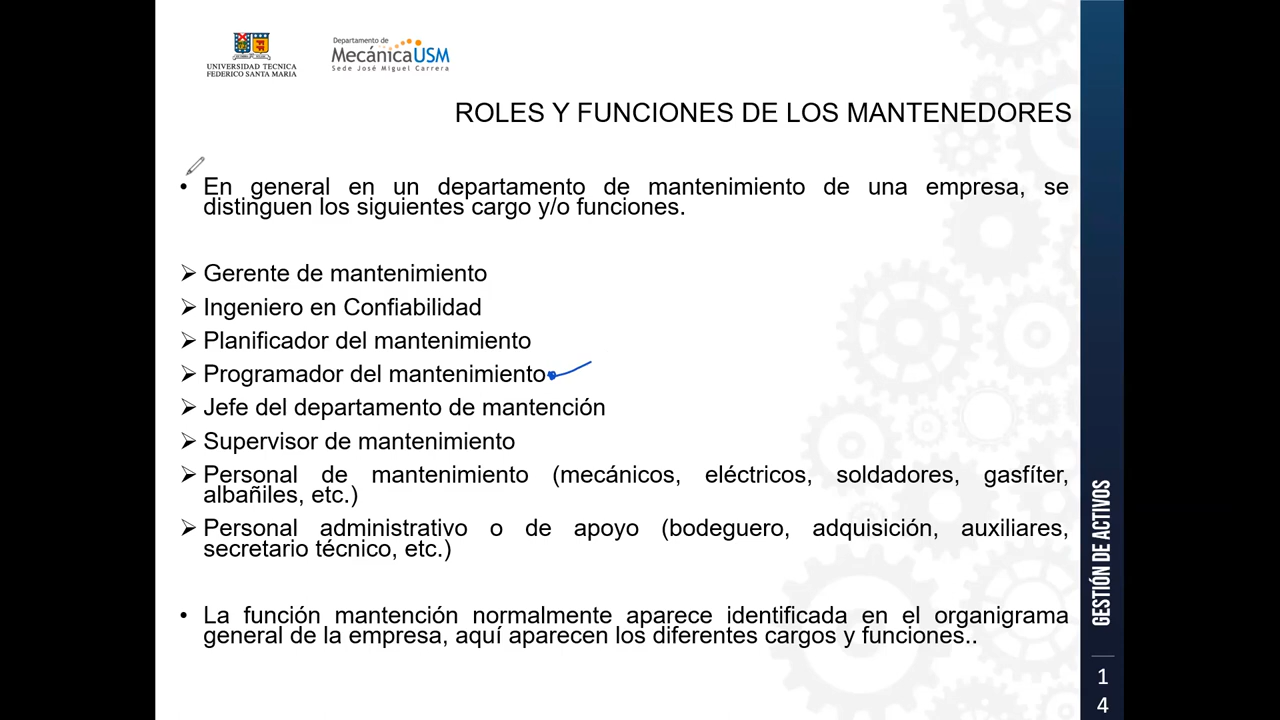 UNIVERSIDAD TECNICA
FEDERICO SANTA MARIA
Departamento de
MecánicaUSM
Sede José Miguel Carrera
ROLES Y FUNCIONES DE LOS MANTENEDORES
• En general en un departamento de mantenimiento de una empresa, se
distinguen los siguientes cargo y/o funciones.
➢ Gerente de mantenimiento
➢ Ingeniero en Confiabilidad
➢ Planificador del mantenimiento
➢ Programador del mantenimiento
➢ Jefe del departamento de mantención
➢ Supervisor de mantenimiento
➢ Personal de mantenimiento (mecánicos, eléctricos, soldadores, gasfíter,
albañiles, etc.)
➢ Personal administrativo o de apoyo (bodeguero, adquisición, auxiliares,
secretario técnico, etc.)
• La función mantención normalmente aparece identificada en el organigrama
general de la empresa, aquí aparecen los diferentes cargos y funciones..
GESTIÓN DE ACTIVOS
1
4